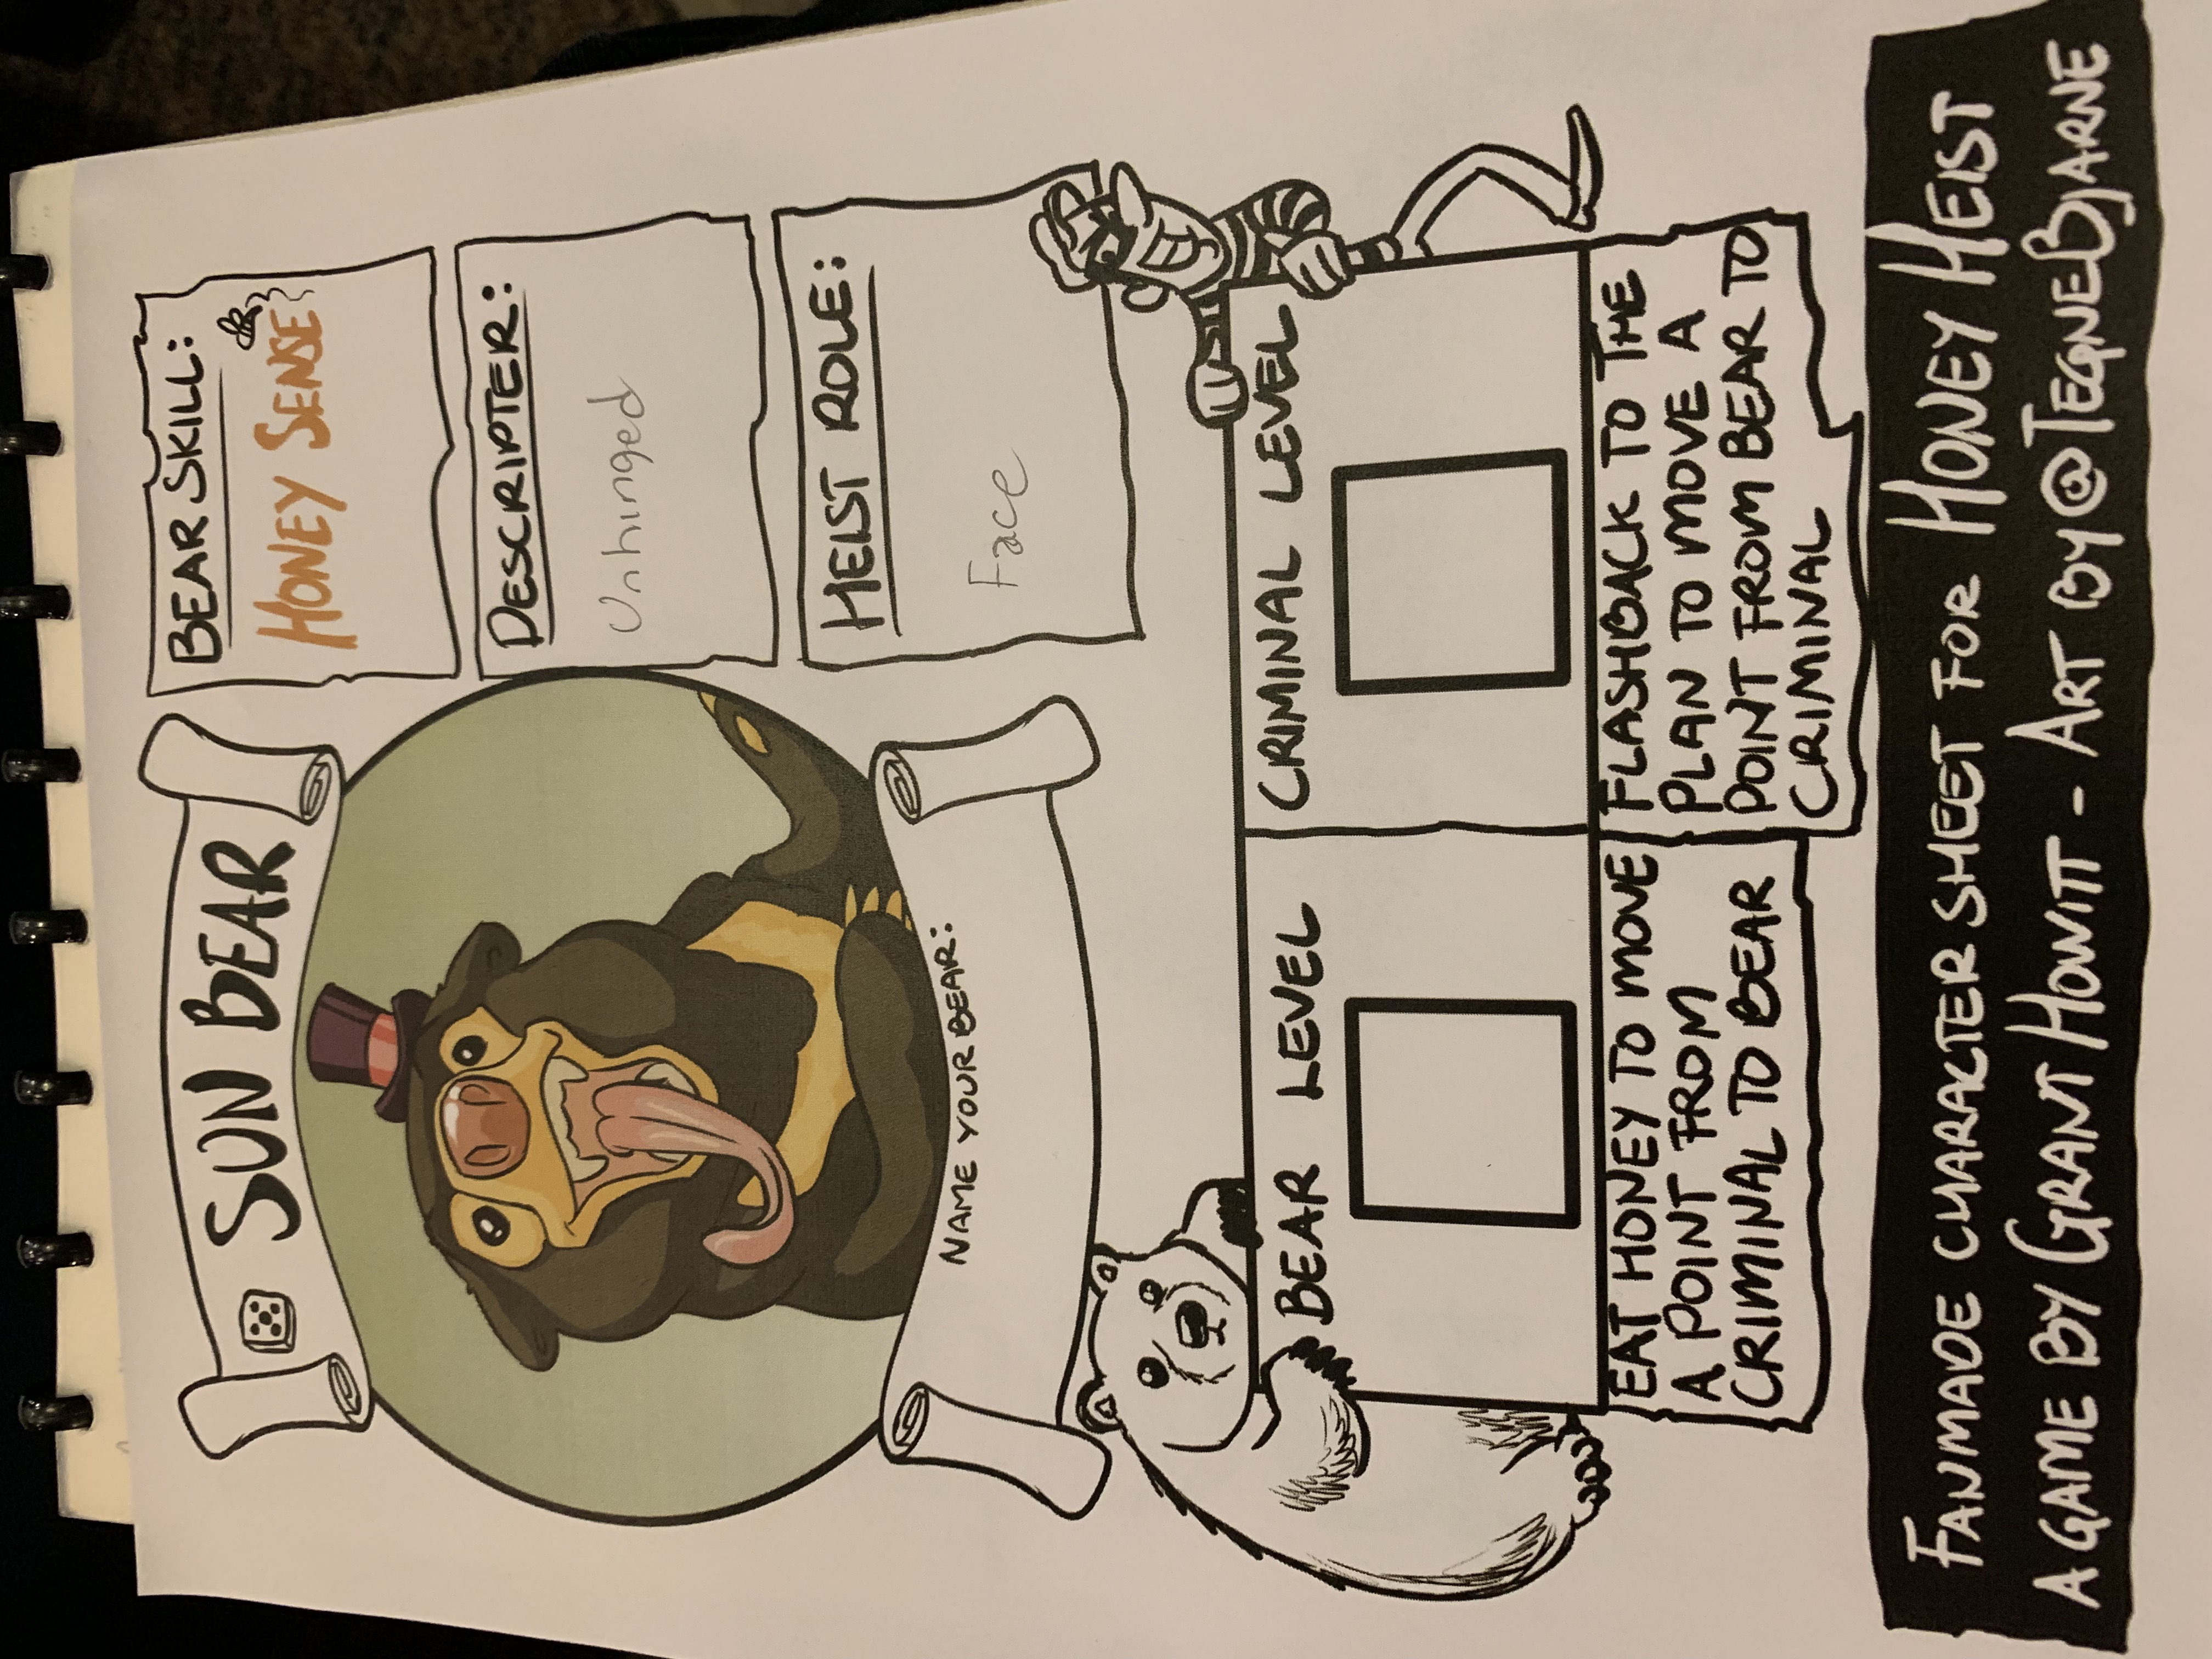 SUN BEAR
BEAR SKILL:
HONEY SENSE
DESCRIPTER:
Unhinged
HEIST ROLE:
Face
NAME YOUR BEAR:
BEAR LEVEL
CRIMINAL LEVEL
EAT HONEY TO MOVE
A POINT FROM
CRIMINAL TO BEAR
FLASHBACK TO THE
PLAN TO MOVE A
POINT FROM BEAR TO
CRIMINAL
FANMADE CHARACTER SHEET FOR HONEY HEIST
A GAME BY GRANT HOWITT - ART BY @TEGNEBJARNE